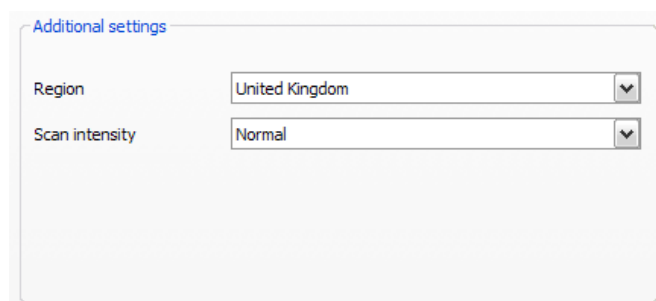 Additional settings
Region United Kingdom
Scan intensity Normal